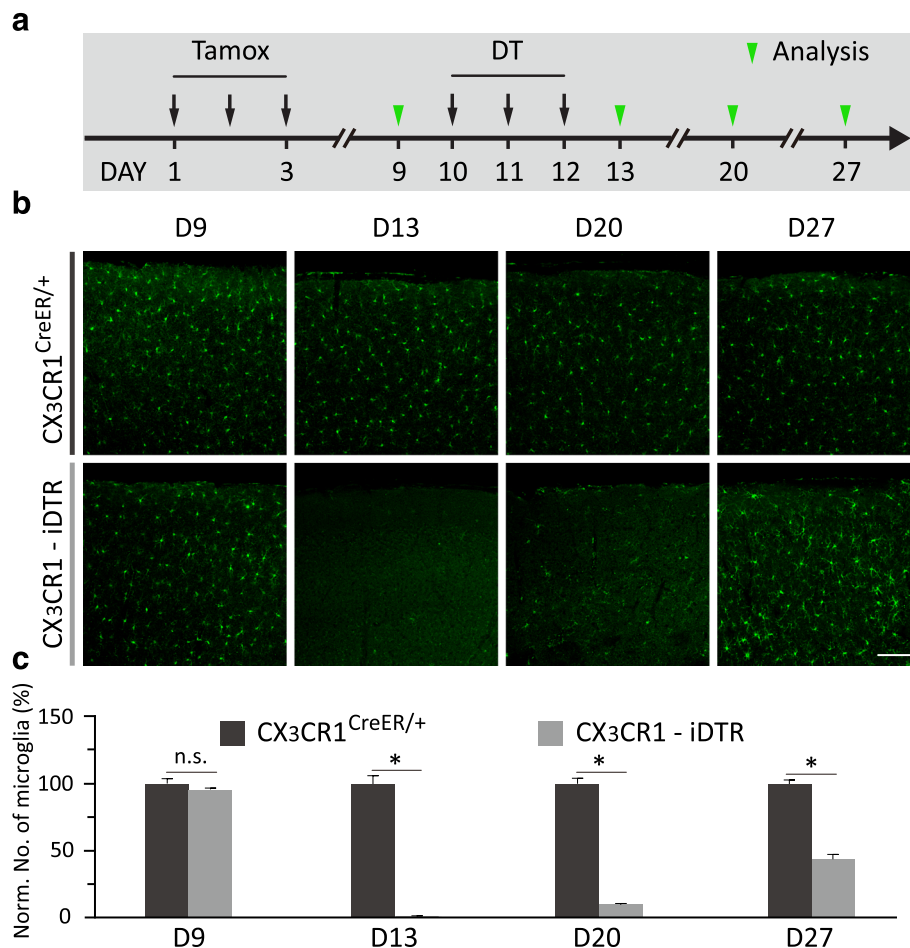 a
Tamox DT Analysis
DAY 1 3 9 10 11 12 13 20 27
b
D9 D13 D20 D27
CX3CR1CreER/+
CX3CR1 - iDTR
c
Norm. No. of microglia (%)
150
100
50
0
CX3CR1CreER/+ CX3CR1 - iDTR
n.s. * * *
D9 D13 D20 D27